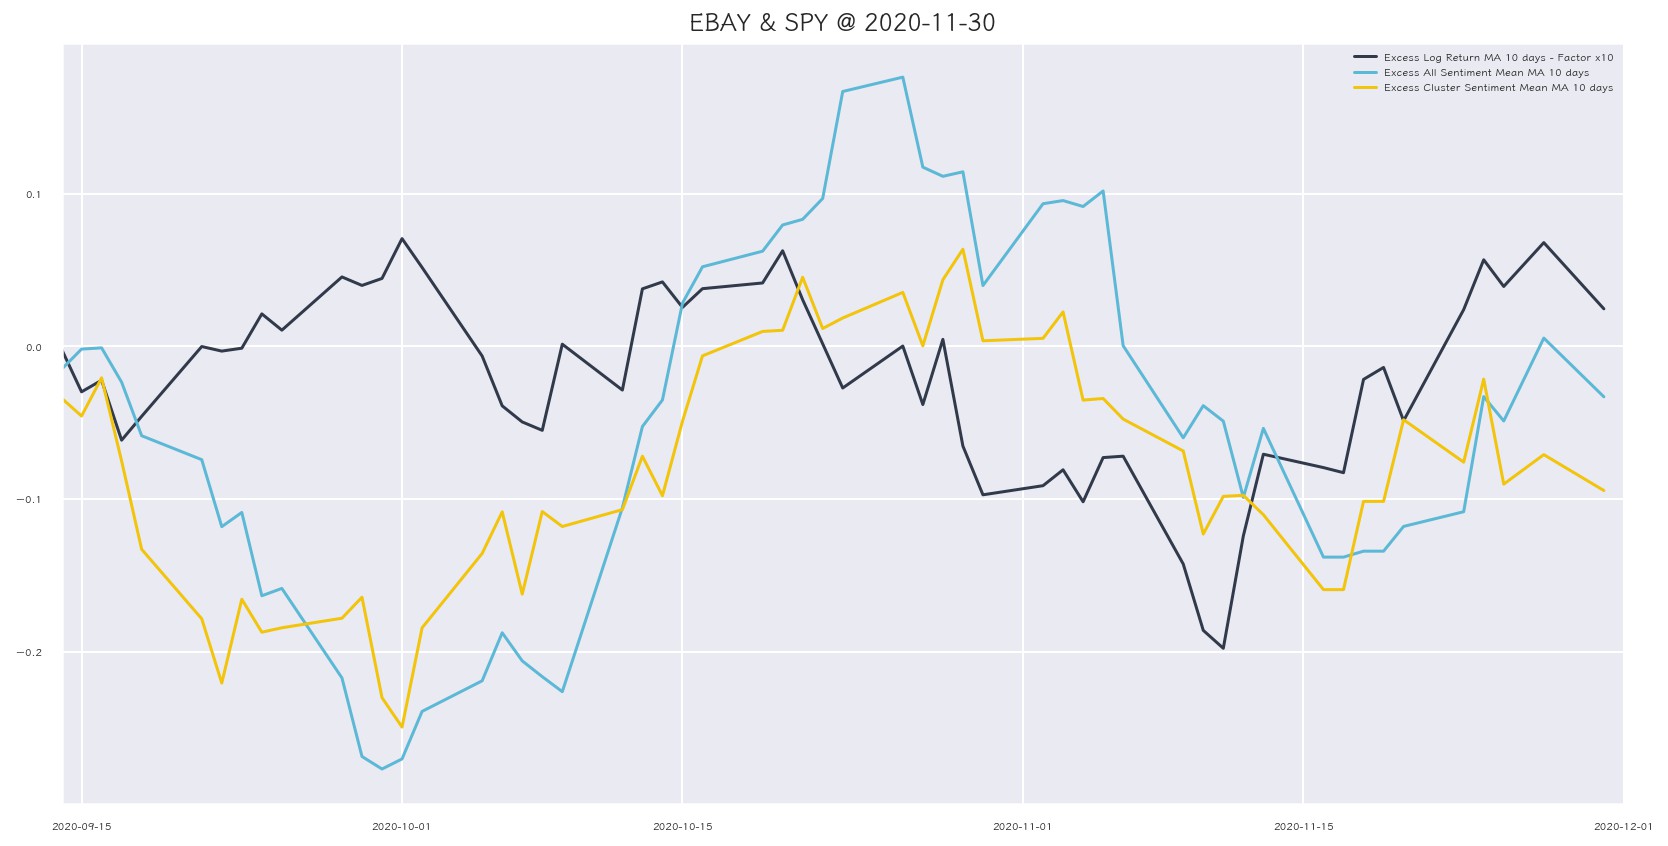 EBAY & SPY @ 2020-11-30
Excess Log Return MA 10 days - Factor x10
Excess All Sentiment Mean MA 10 days
Excess Cluster Sentiment Mean MA 10 days
0.1
0.0
−0.1
−0.2
2020-09-15
2020-10-01
2020-10-15
2020-11-01
2020-11-15
2020-12-01